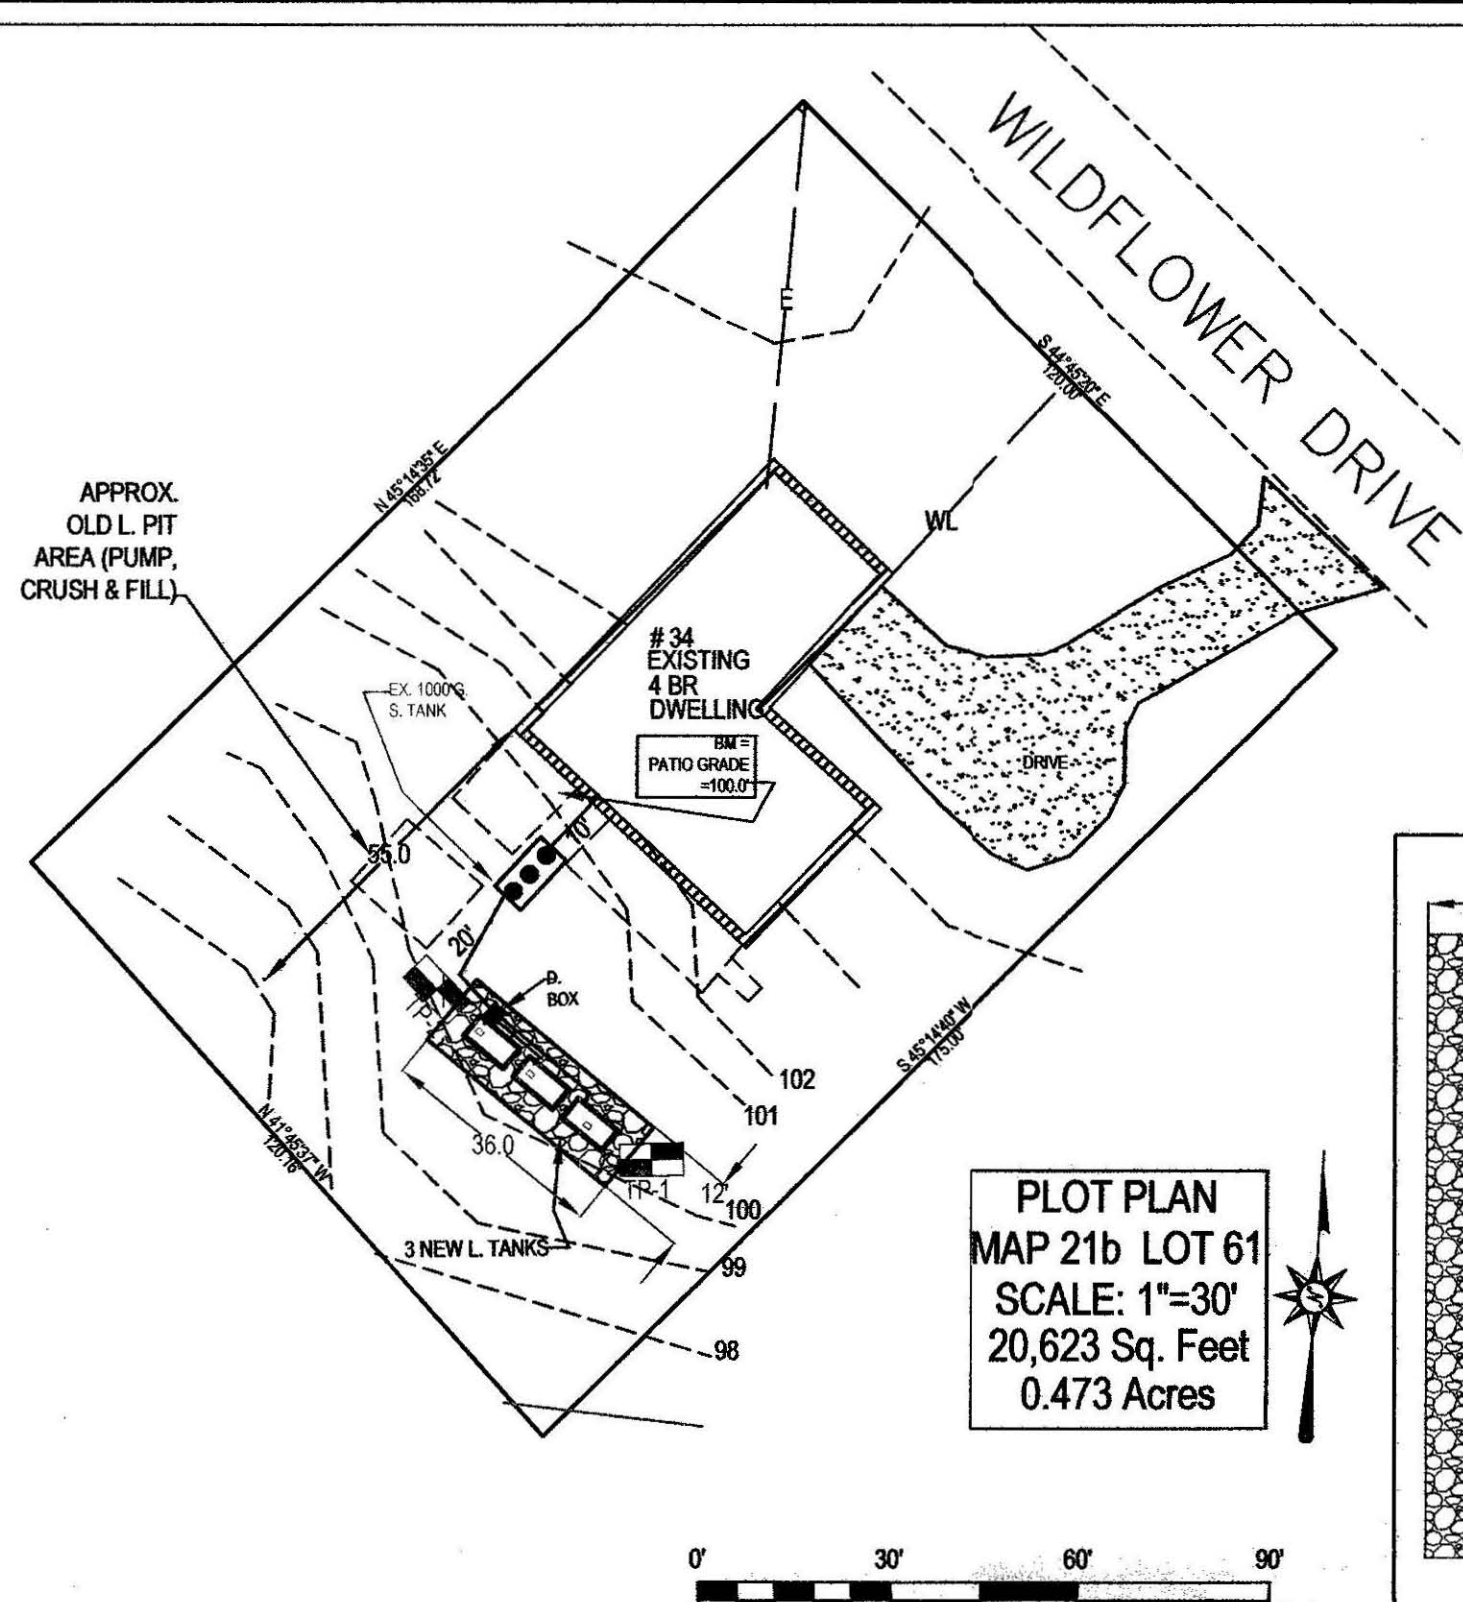 WILDFLOWER DRIVE
E
S 44°45'20" E
120.00'
N 45°14'35" E
168.72'
APPROX.
OLD L. PIT
AREA (PUMP,
CRUSH & FILL)
WL
# 34
EXISTING
4 BR
DWELLING
EX. 1000 G.
S. TANK
BM =
PATIO GRADE
=100.0'
DRIVE
55.0
10'
20'
D.
BOX
S 45°14'40" W
175.00'
102
101
N 41°45'37" W
120.16'
36.0
TP-1
12'
100
3 NEW L. TANKS
99
98
PLOT PLAN
MAP 21b LOT 61
SCALE: 1"=30'
20,623 Sq. Feet
0.473 Acres
N
0' 30' 60' 90'